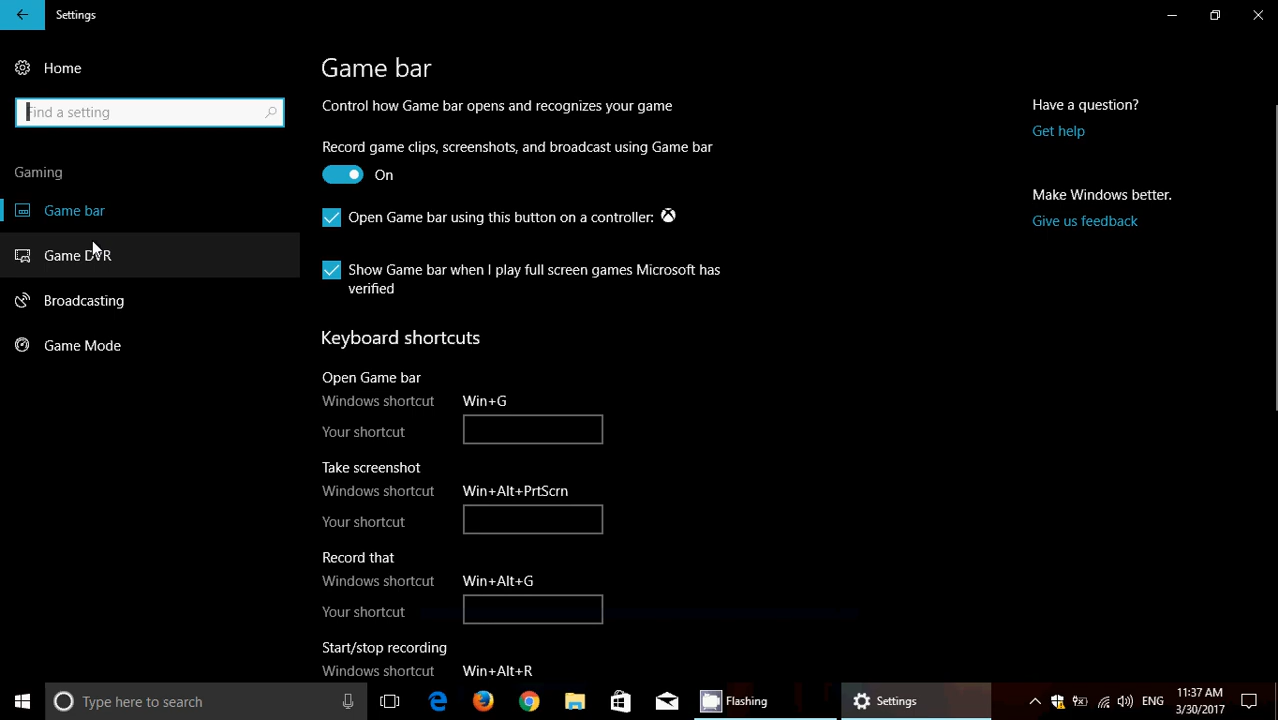 Settings
Home
Find a setting
Gaming
Game bar
Game DVR
Broadcasting
Game Mode
Game bar
Control how Game bar opens and recognizes your game
Record game clips, screenshots, and broadcast using Game bar
On
Open Game bar using this button on a controller:
Show Game bar when I play full screen games Microsoft has
verified
Keyboard shortcuts
Open Game bar
Windows shortcut Win+G
Your shortcut
Take screenshot
Windows shortcut Win+Alt+PrtScrn
Your shortcut
Record that
Windows shortcut Win+Alt+G
Your shortcut
Start/stop recording
Windows shortcut Win+Alt+R
Have a question?
Get help
Make Windows better.
Give us feedback
Type here to search
Flashing
Settings
ENG
11:37 AM
3/30/2017